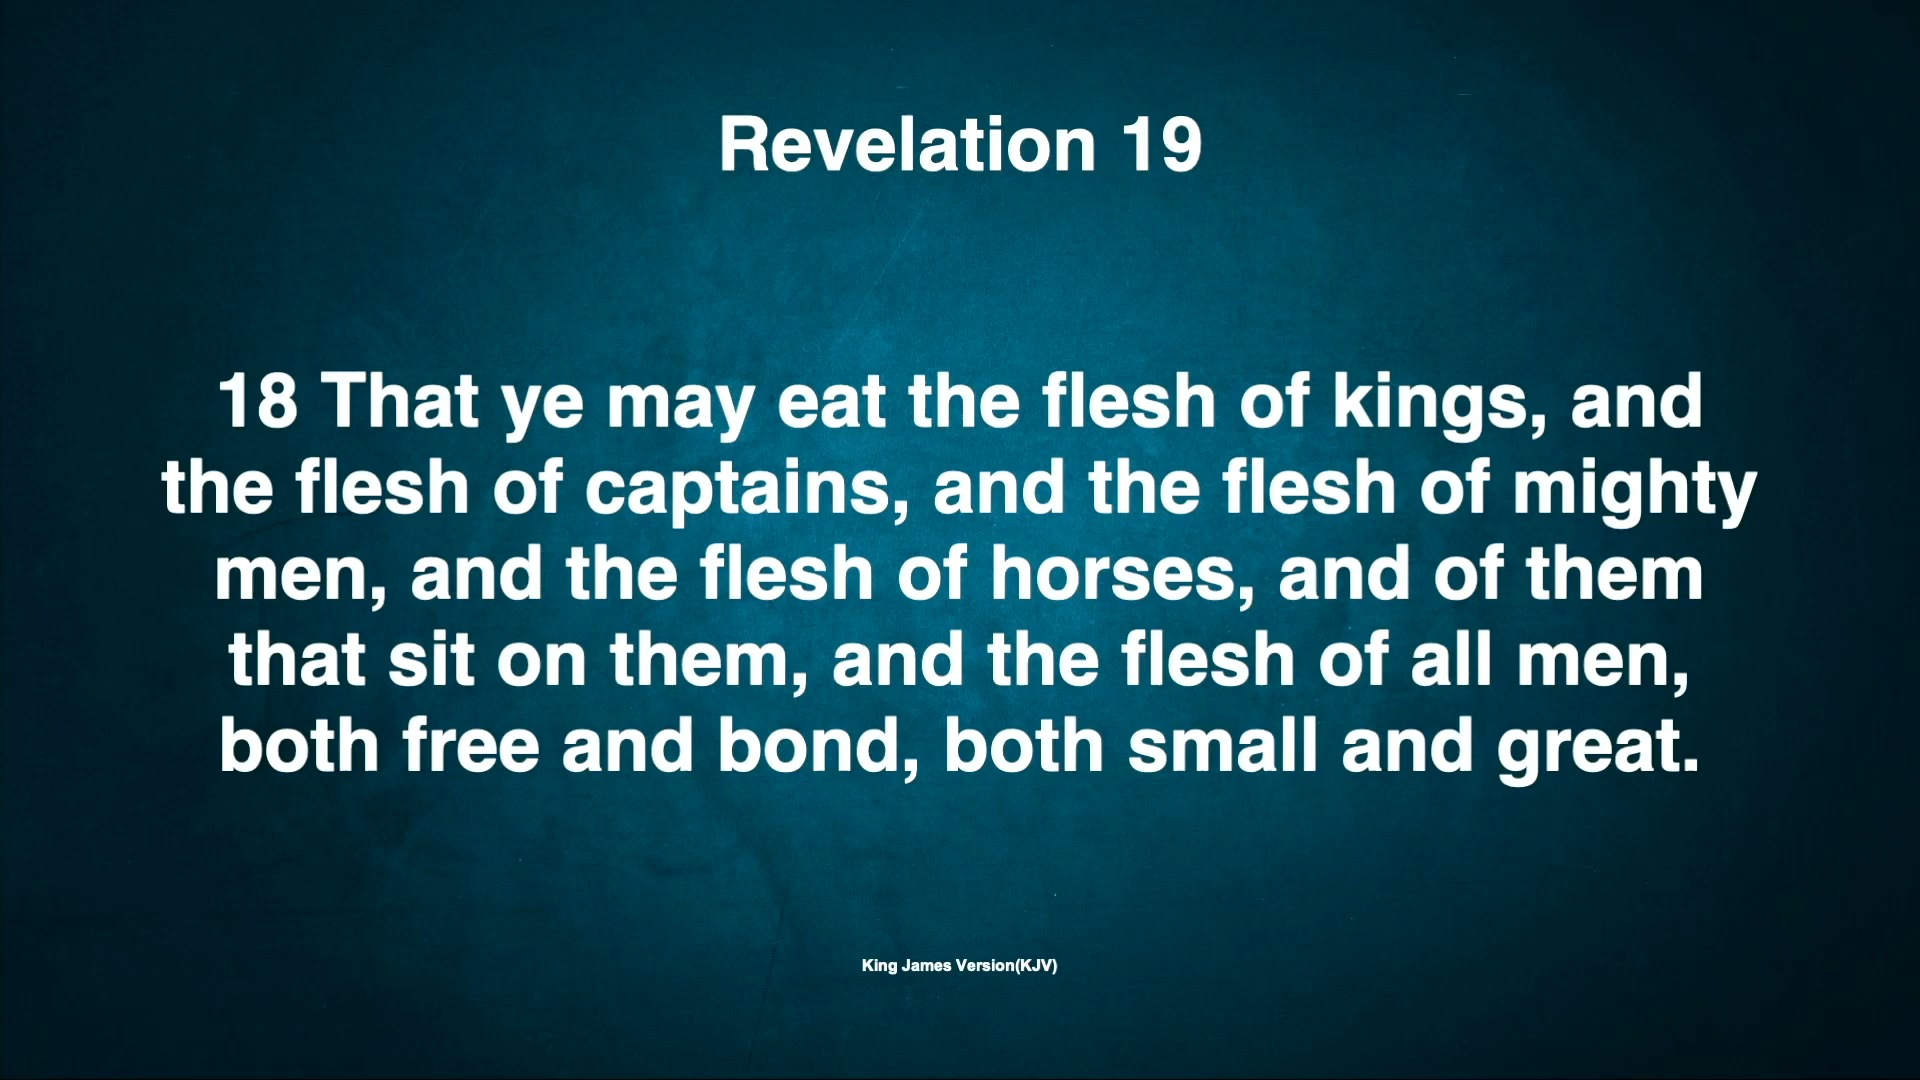 Revelation 19
18 That ye may eat the flesh of kings, and
the flesh of captains, and the flesh of mighty
men, and the flesh of horses, and of them
that sit on them, and the flesh of all men,
both free and bond, both small and great.
King James Version(KJV)